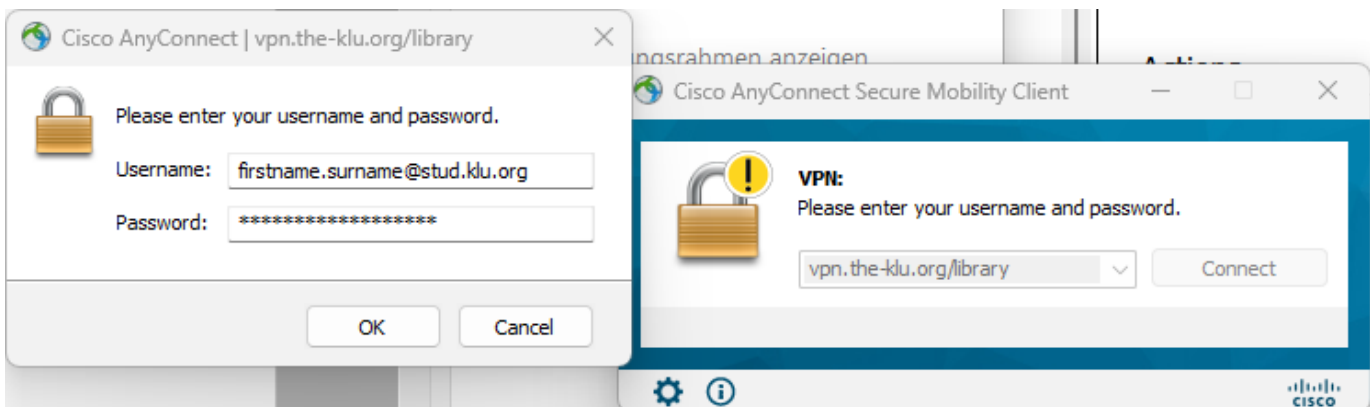 Cisco AnyConnect | vpn.the-klu.org/library
Please enter your username and password.
Username: firstname.surname@stud.klu.org
Password: ******************
OK Cancel
ungsrahmen anzeigen
Actions
Cisco AnyConnect Secure Mobility Client
VPN:
Please enter your username and password.
vpn.the-klu.org/library Connect
CISCO